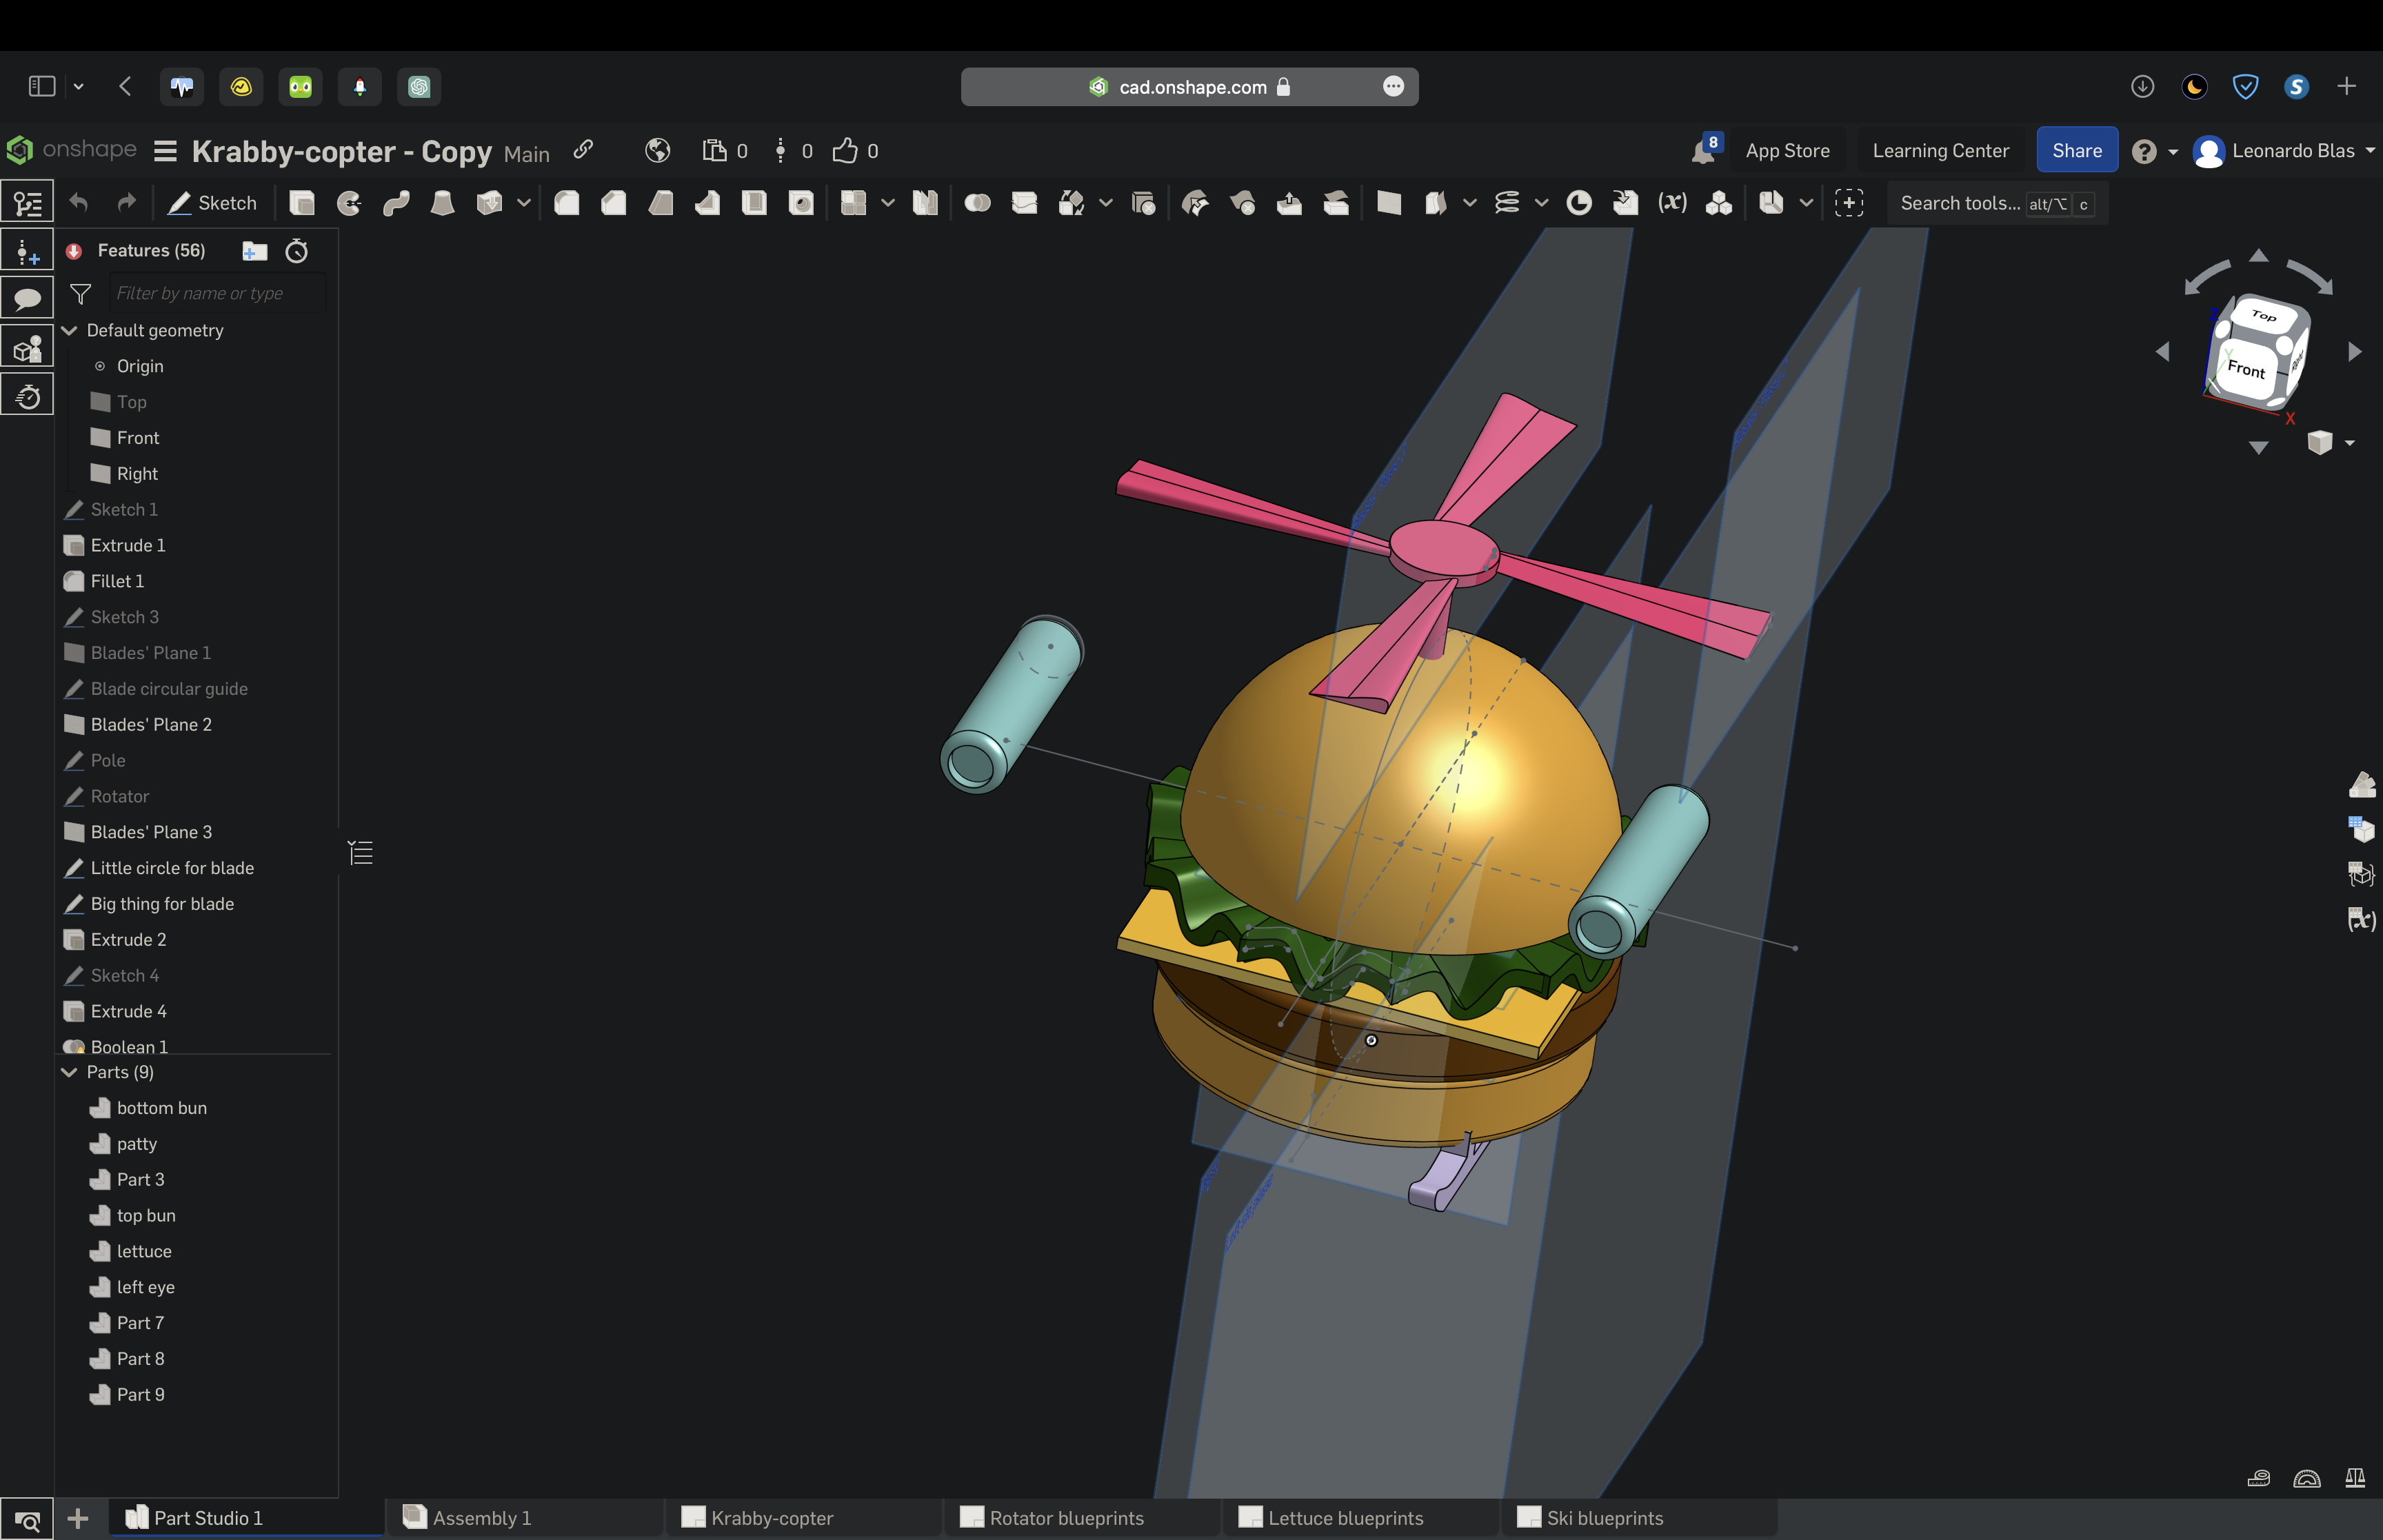 cad.onshape.com
onshape
Krabby-copter - Copy Main
0
0
0
8
App Store
Learning Center
Share
Leonardo Blas
Sketch
Search tools... alt/⌥ c
Features (56)
Filter by name or type
Default geometry
Origin
Top
Front
Right
Sketch 1
Extrude 1
Fillet 1
Sketch 3
Blades' Plane 1
Blade circular guide
Blades' Plane 2
Pole
Rotator
Blades' Plane 3
Little circle for blade
Big thing for blade
Extrude 2
Sketch 4
Extrude 4
Boolean 1
Parts (9)
bottom bun
patty
Part 3
top bun
lettuce
left eye
Part 7
Part 8
Part 9
Top
Front
Z
Y
X
Part Studio 1
Assembly 1
Krabby-copter
Rotator blueprints
Lettuce blueprints
Ski blueprints